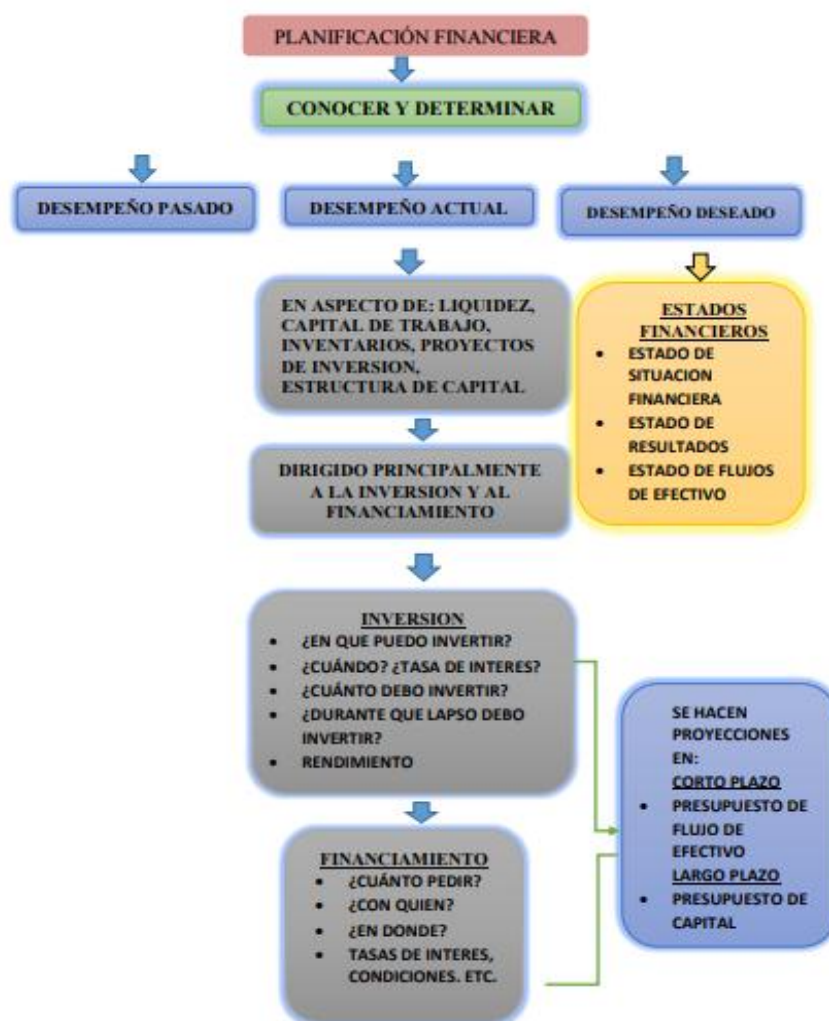 PLANIFICACIÓN FINANCIERA
CONOCER Y DETERMINAR
DESEMPEÑO PASADO
DESEMPEÑO ACTUAL
DESEMPEÑO DESEADO
EN ASPECTO DE: LIQUIDEZ,
CAPITAL DE TRABAJO,
INVENTARIOS, PROYECTOS
DE INVERSION,
ESTRUCTURA DE CAPITAL
ESTADOS
FINANCIEROS
• ESTADO DE
SITUACION
FINANCIERA
• ESTADO DE
RESULTADOS
• ESTADO DE FLUJOS
DE EFECTIVO
DIRIGIDO PRINCIPALMENTE
A LA INVERSION Y AL
FINANCIAMIENTO
INVERSION
• ¿EN QUE PUEDO INVERTIR?
• ¿CUÁNDO? ¿TASA DE INTERES?
• ¿CUÁNTO DEBO INVERTIR?
• ¿DURANTE QUE LAPSO DEBO
INVERTIR?
• RENDIMIENTO
SE HACEN
PROYECCIONES
EN:
CORTO PLAZO
• PRESUPUESTO DE
FLUJO DE
EFECTIVO
LARGO PLAZO
• PRESUPUESTO DE
CAPITAL
FINANCIAMIENTO
• ¿CUÁNTO PEDIR?
• ¿CON QUIEN?
• ¿EN DONDE?
• TASAS DE INTERES,
CONDICIONES. ETC.